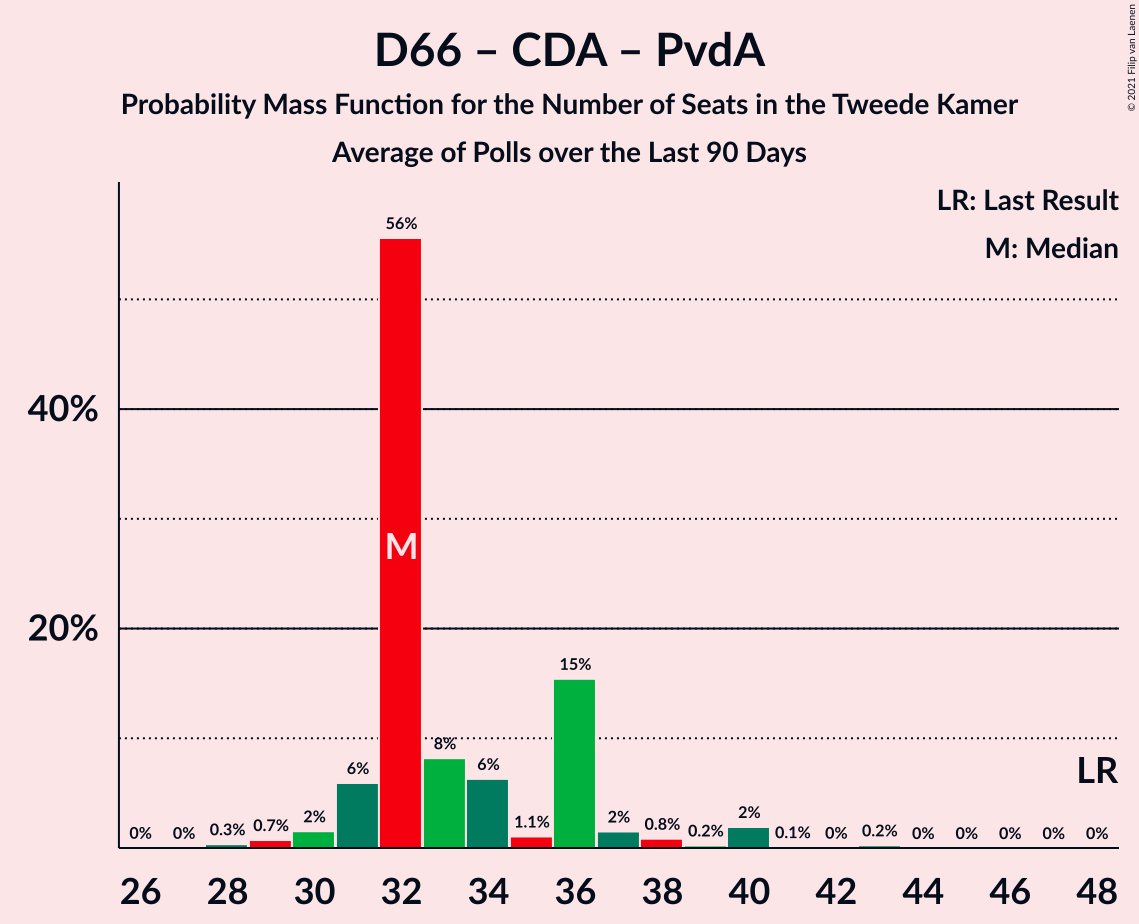 D66 – CDA – PvdA
Probability Mass Function for the Number of Seats in the Tweede Kamer
Average of Polls over the Last 90 Days
© 2021 Filip van Laenen
LR: Last Result
M: Median
56%
40%
M
20%
15%
8%
6%
6%
LR
0%
0%
0.3%
0.7%
2%
1.1%
2%
0.8%
0.2%
2%
0.1%
0%
0.2%
0%
0%
0%
0%
0%
26 28 30 32 34 36 38 40 42 44 46 48